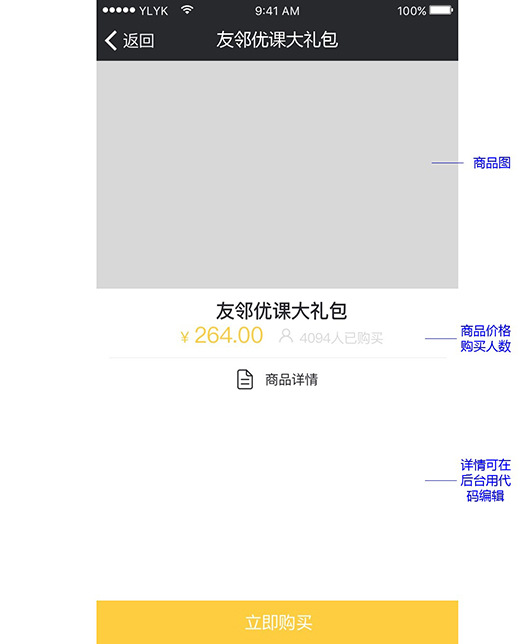 YLYK 9:41 AM 100%
返回 友邻优课大礼包
商品图
友邻优课大礼包
¥ 264.00 4094人已购买
商品价格
购买人数
商品详情
详情可在
后台用代
码编辑
立即购买